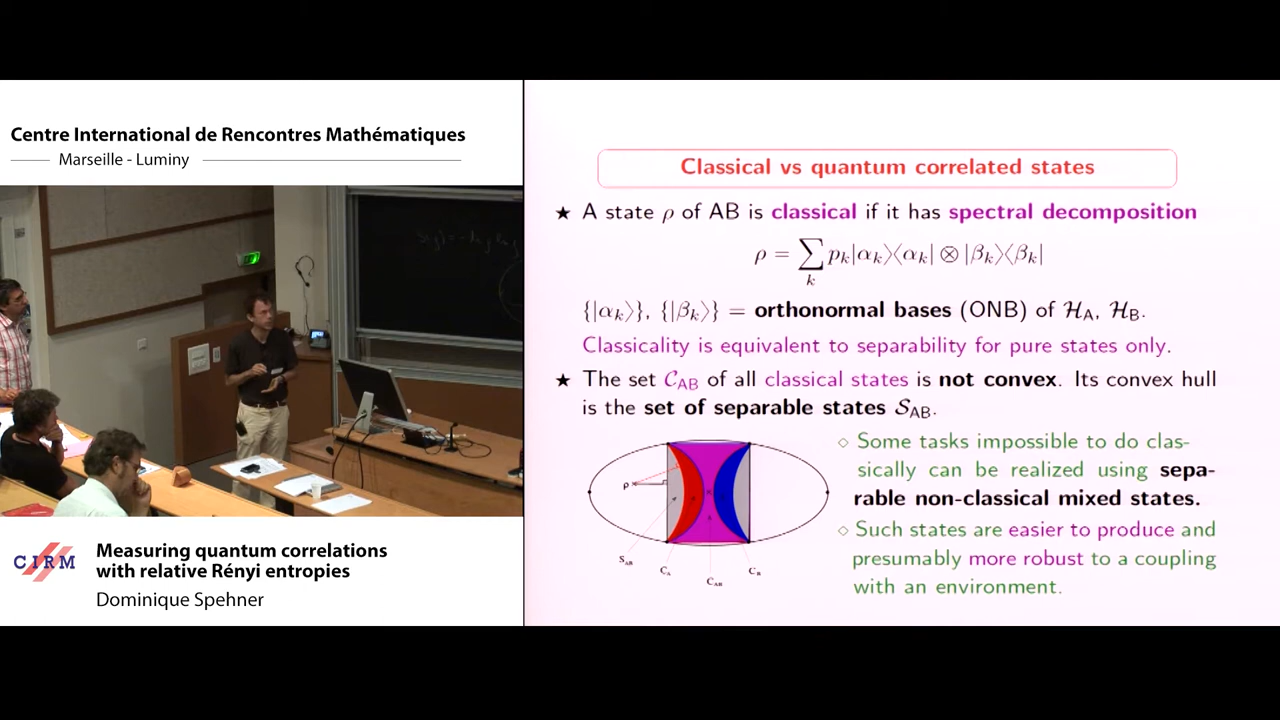 Centre International de Rencontres Mathématiques
Marseille - Luminy
CIRM
Measuring quantum correlations
with relative Rényi entropies
Dominique Spehner
Classical vs quantum correlated states
★ A state ρ of AB is classical if it has spectral decomposition
ρ = ∑_k p_k|α_k⟩⟨α_k| ⊗ |β_k⟩⟨β_k|
{|α_k⟩}, {|β_k⟩} = orthonormal bases (ONB) of ℋ_A, ℋ_B.
Classicality is equivalent to separability for pure states only.
★ The set 𝒞_AB of all classical states is not convex. Its convex hull
is the set of separable states 𝒮_AB.
ρ
S_AB
C_A
C_AB
C_B
◇ Some tasks impossible to do clas-
sically can be realized using sepa-
rable non-classical mixed states.
◇ Such states are easier to produce and
presumably more robust to a coupling
with an environment.